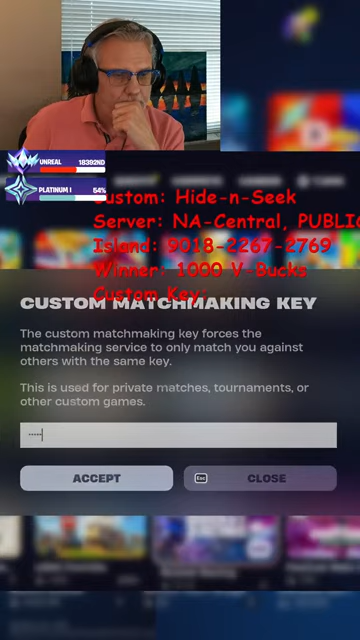 UNREAL 18392ND
PLATINUM I 54%
Custom: Hide-n-Seek
Server: NA-Central, PUBLIC
Island: 9018-2267-2769
Winner: 1000 V-Bucks
Custom Key:
CUSTOM MATCHMAKING KEY
The custom matchmaking key forces the
matchmaking service to only match you against
others with the same key.
This is used for private matches, tournaments, or
other custom games.
ACCEPT
Esc CLOSE